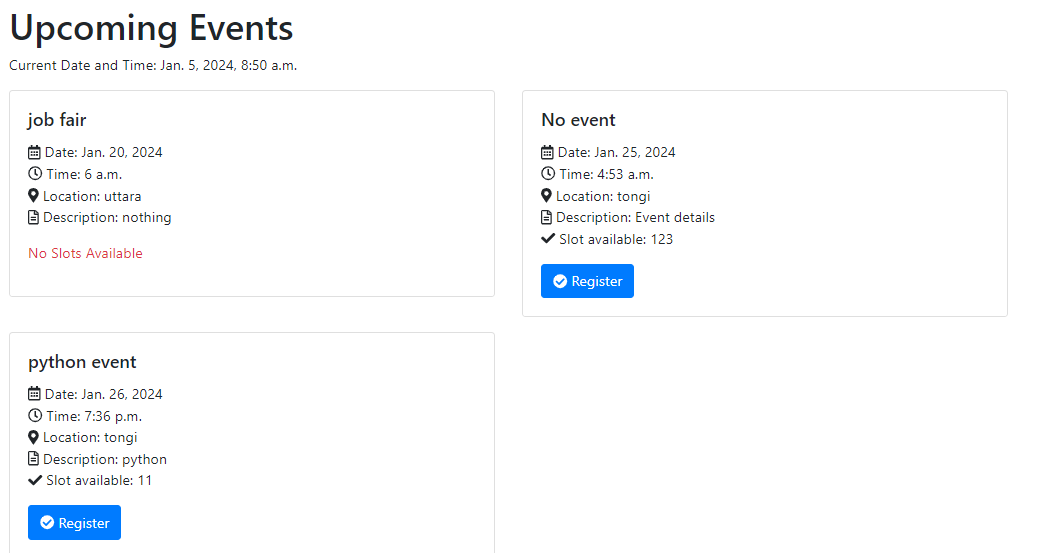 Upcoming Events
Current Date and Time: Jan. 5, 2024, 8:50 a.m.
job fair
Date: Jan. 20, 2024
Time: 6 a.m.
Location: uttara
Description: nothing
No Slots Available
No event
Date: Jan. 25, 2024
Time: 4:53 a.m.
Location: tongi
Description: Event details
Slot available: 123
Register
python event
Date: Jan. 26, 2024
Time: 7:36 p.m.
Location: tongi
Description: python
Slot available: 11
Register